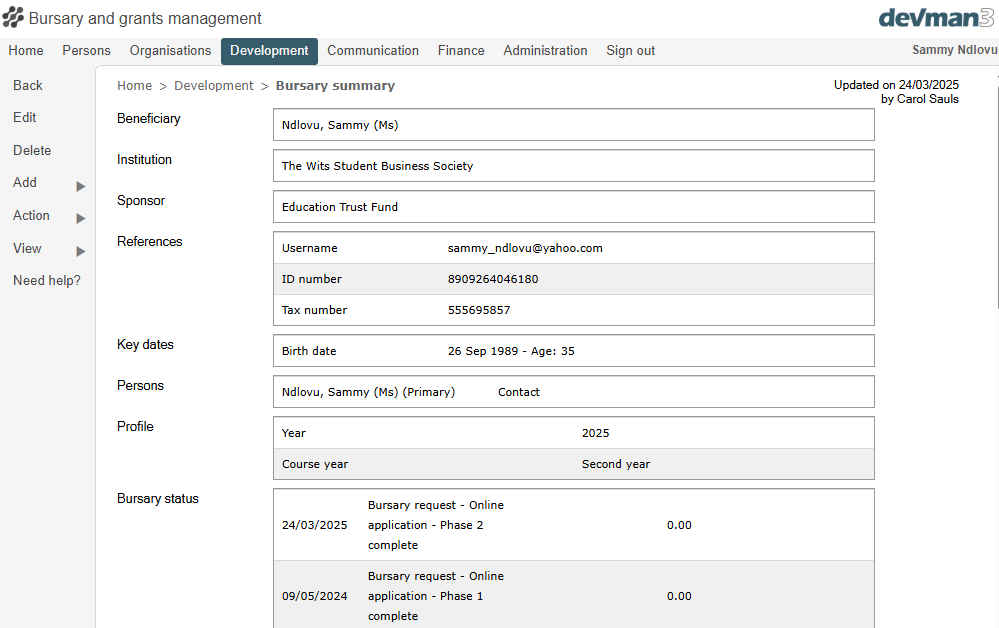 Bursary and grants management
devman3
Home Persons Organisations Development Communication Finance Administration Sign out Sammy Ndlovu
Back
Edit
Delete
Add
Action
View
Need help?
Home > Development > Bursary summary
Updated on 24/03/2025
by Carol Sauls
Beneficiary
Ndlovu, Sammy (Ms)
Institution
The Wits Student Business Society
Sponsor
Education Trust Fund
References
Username sammy_ndlovu@yahoo.com
ID number 8909264046180
Tax number 555695857
Key dates
Birth date 26 Sep 1989 - Age: 35
Persons
Ndlovu, Sammy (Ms) (Primary) Contact
Profile
Year 2025
Course year Second year
Bursary status
24/03/2025 Bursary request - Online
application - Phase 2
complete
0.00
09/05/2024 Bursary request - Online
application - Phase 1
complete
0.00